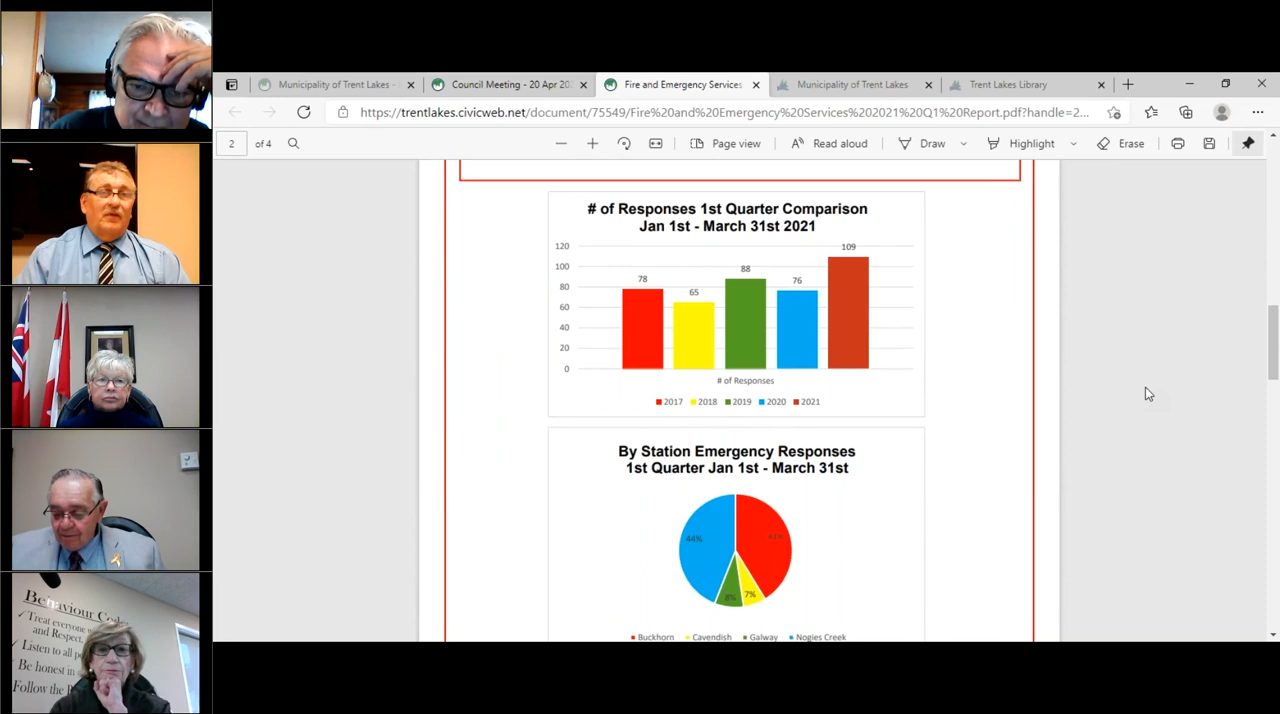 Municipality of Trent Lakes -
Council Meeting - 20 Apr 202
Fire and Emergency Services
Municipality of Trent Lakes
Trent Lakes Library
https://trentlakes.civicweb.net/document/75549/Fire%20and%20Emergency%20Services%202021%20Q1%20Report.pdf?handle=2...
2 of 4
Page view
Read aloud
Draw
Highlight
Erase
# of Responses 1st Quarter Comparison
Jan 1st - March 31st 2021
120
100
80
60
40
20
0
78
65
88
76
109
# of Responses
2017 2018 2019 2020 2021
By Station Emergency Responses
1st Quarter Jan 1st - March 31st
44%
41%
8%
7%
Buckhorn Cavendish Galway Nogies Creek
Behaviour
Treat everyone
and Respect.
Listen to all
Be honest in
Follow the